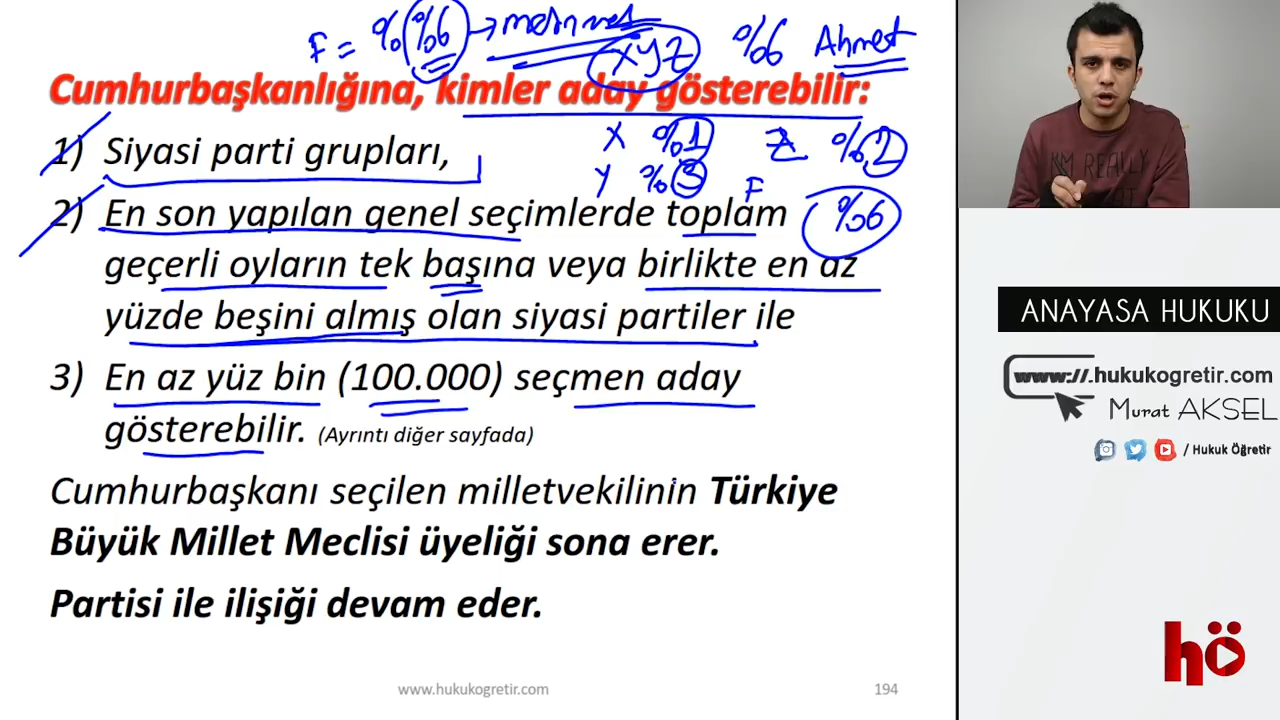 F = % %6 → mehmet XYZ %6 Ahmet
Cumhurbaşkanlığına, kimler aday gösterebilir:
1) Siyasi parti grupları,
X %1 Z %2
Y %3 F %6
2) En son yapılan genel seçimlerde toplam
geçerli oyların tek başına veya birlikte en az
yüzde beşini almış olan siyasi partiler ile
3) En az yüz bin (100.000) seçmen aday
gösterebilir. (Ayrıntı diğer sayfada)
Cumhurbaşkanı seçilen milletvekilinin Türkiye
Büyük Millet Meclisi üyeliği sona erer.
Partisi ile ilişiği devam eder.
www.hukukogretir.com
194
ANAYASA HUKUKU
www://.hukukogretir.com
Murat AKSEL
/ Hukuk Öğretir
hö